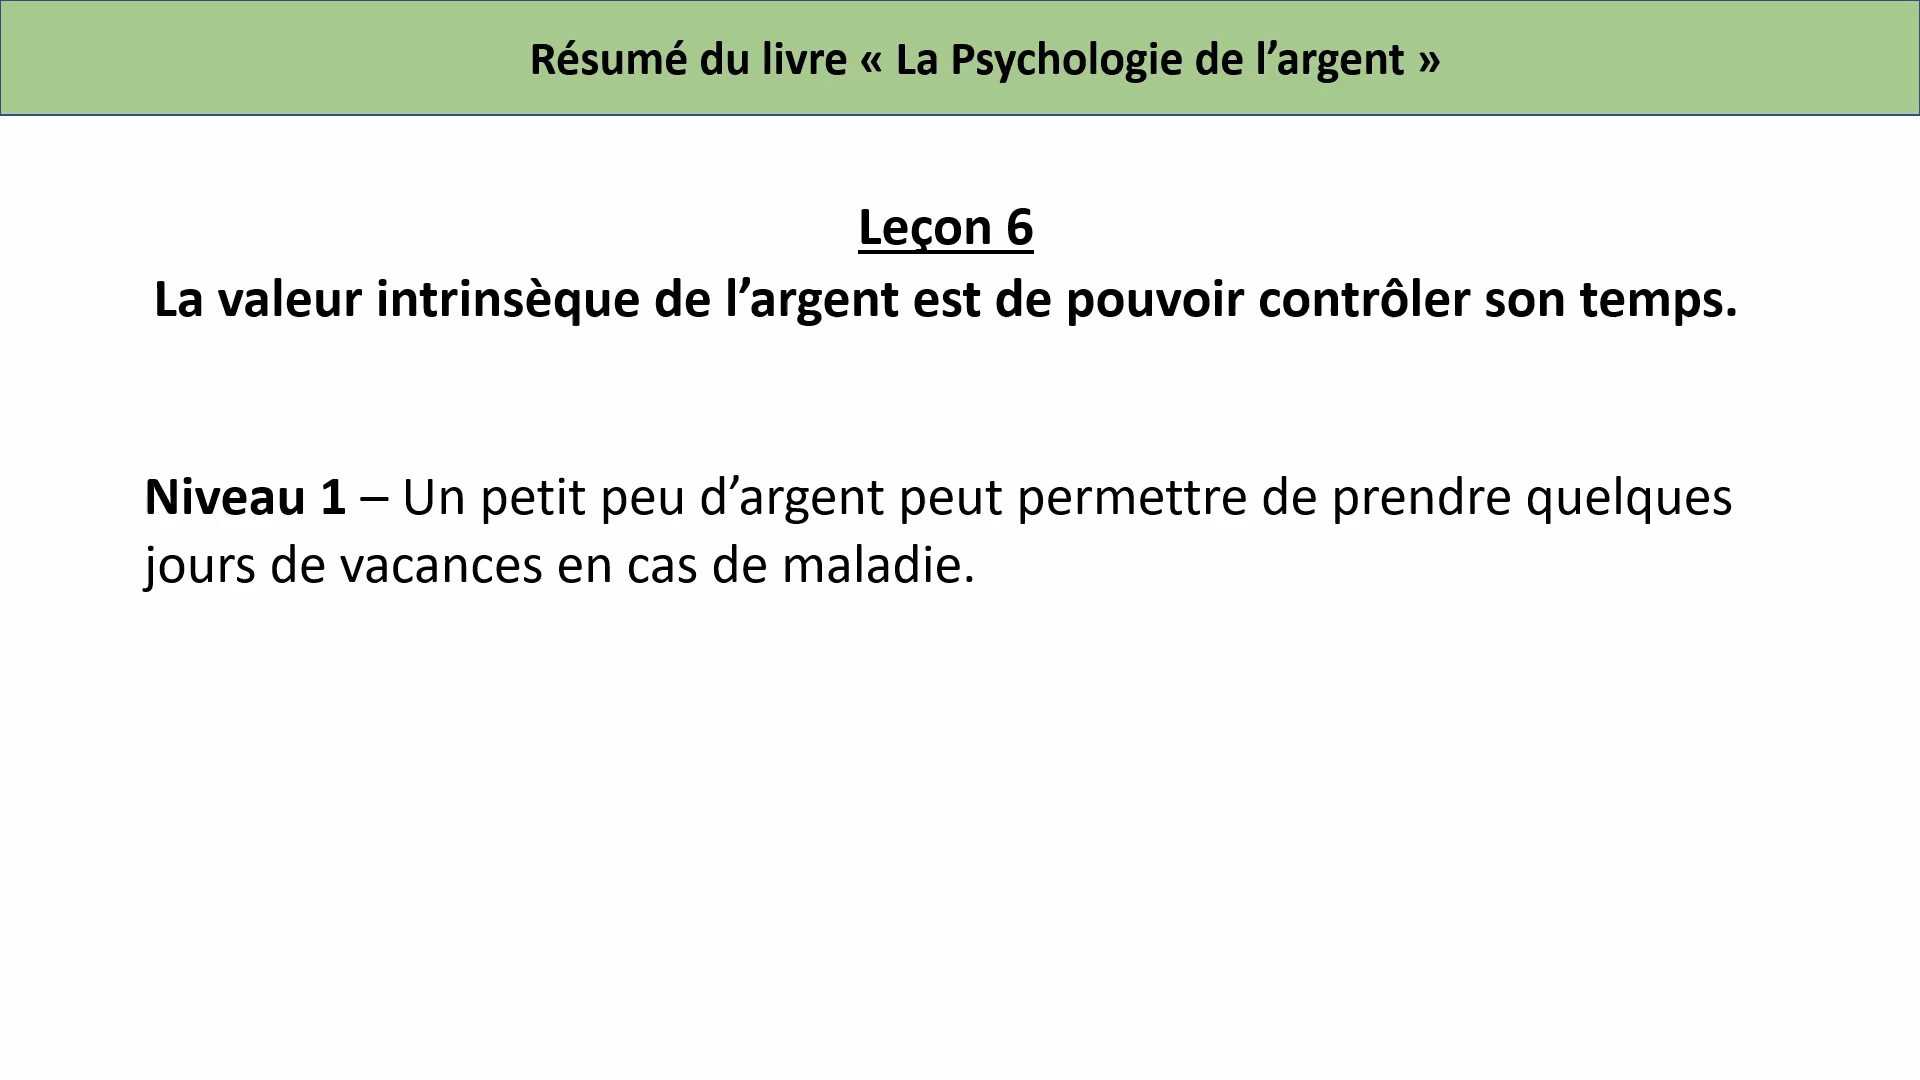 Résumé du livre « La Psychologie de l’argent »
Leçon 6
La valeur intrinsèque de l’argent est de pouvoir contrôler son temps.
Niveau 1 – Un petit peu d’argent peut permettre de prendre quelques
jours de vacances en cas de maladie.